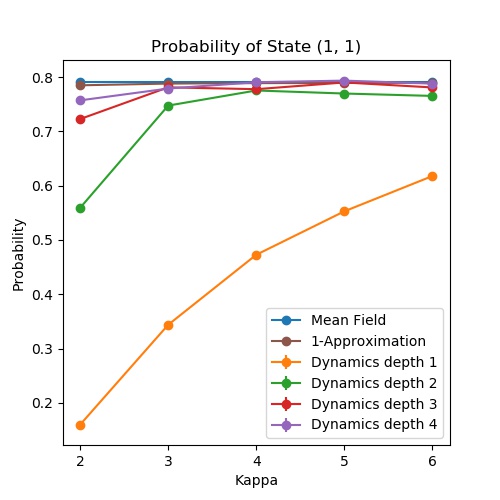 Probability of State (1, 1)
Probability
0.8
0.7
0.6
0.5
0.4
0.3
0.2
Mean Field
1-Approximation
Dynamics depth 1
Dynamics depth 2
Dynamics depth 3
Dynamics depth 4
2 3 4 5 6
Kappa